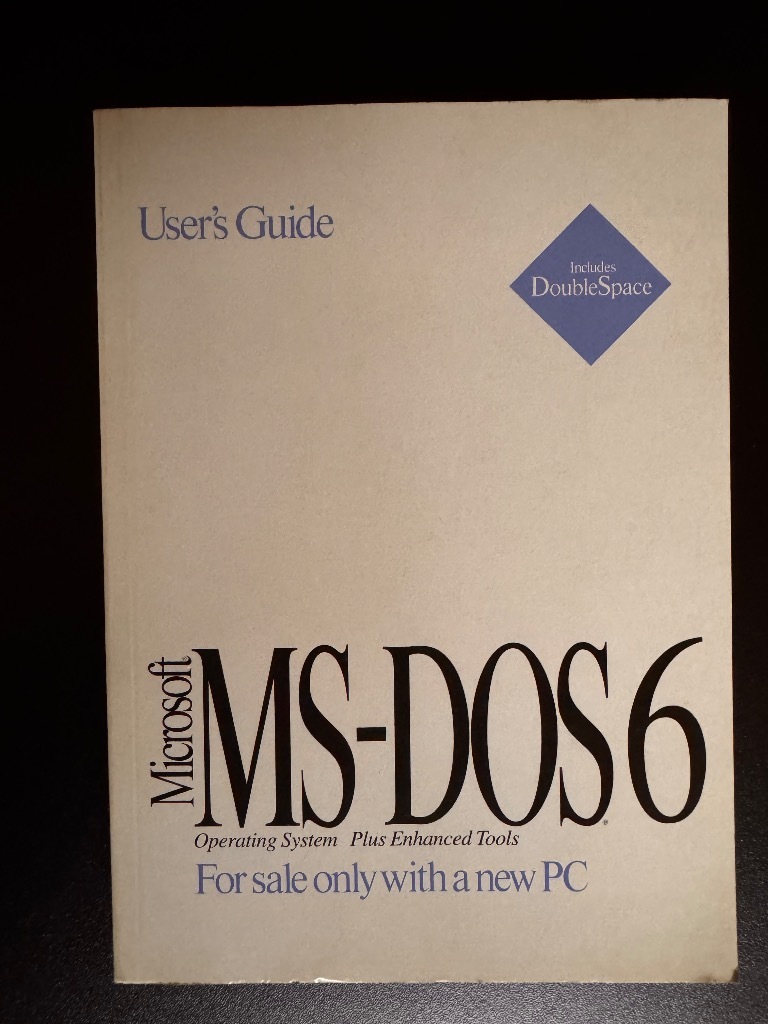 User's Guide
Includes
DoubleSpace
Microsoft®
MS-DOS® 6
Operating System Plus Enhanced Tools
For sale only with a new PC